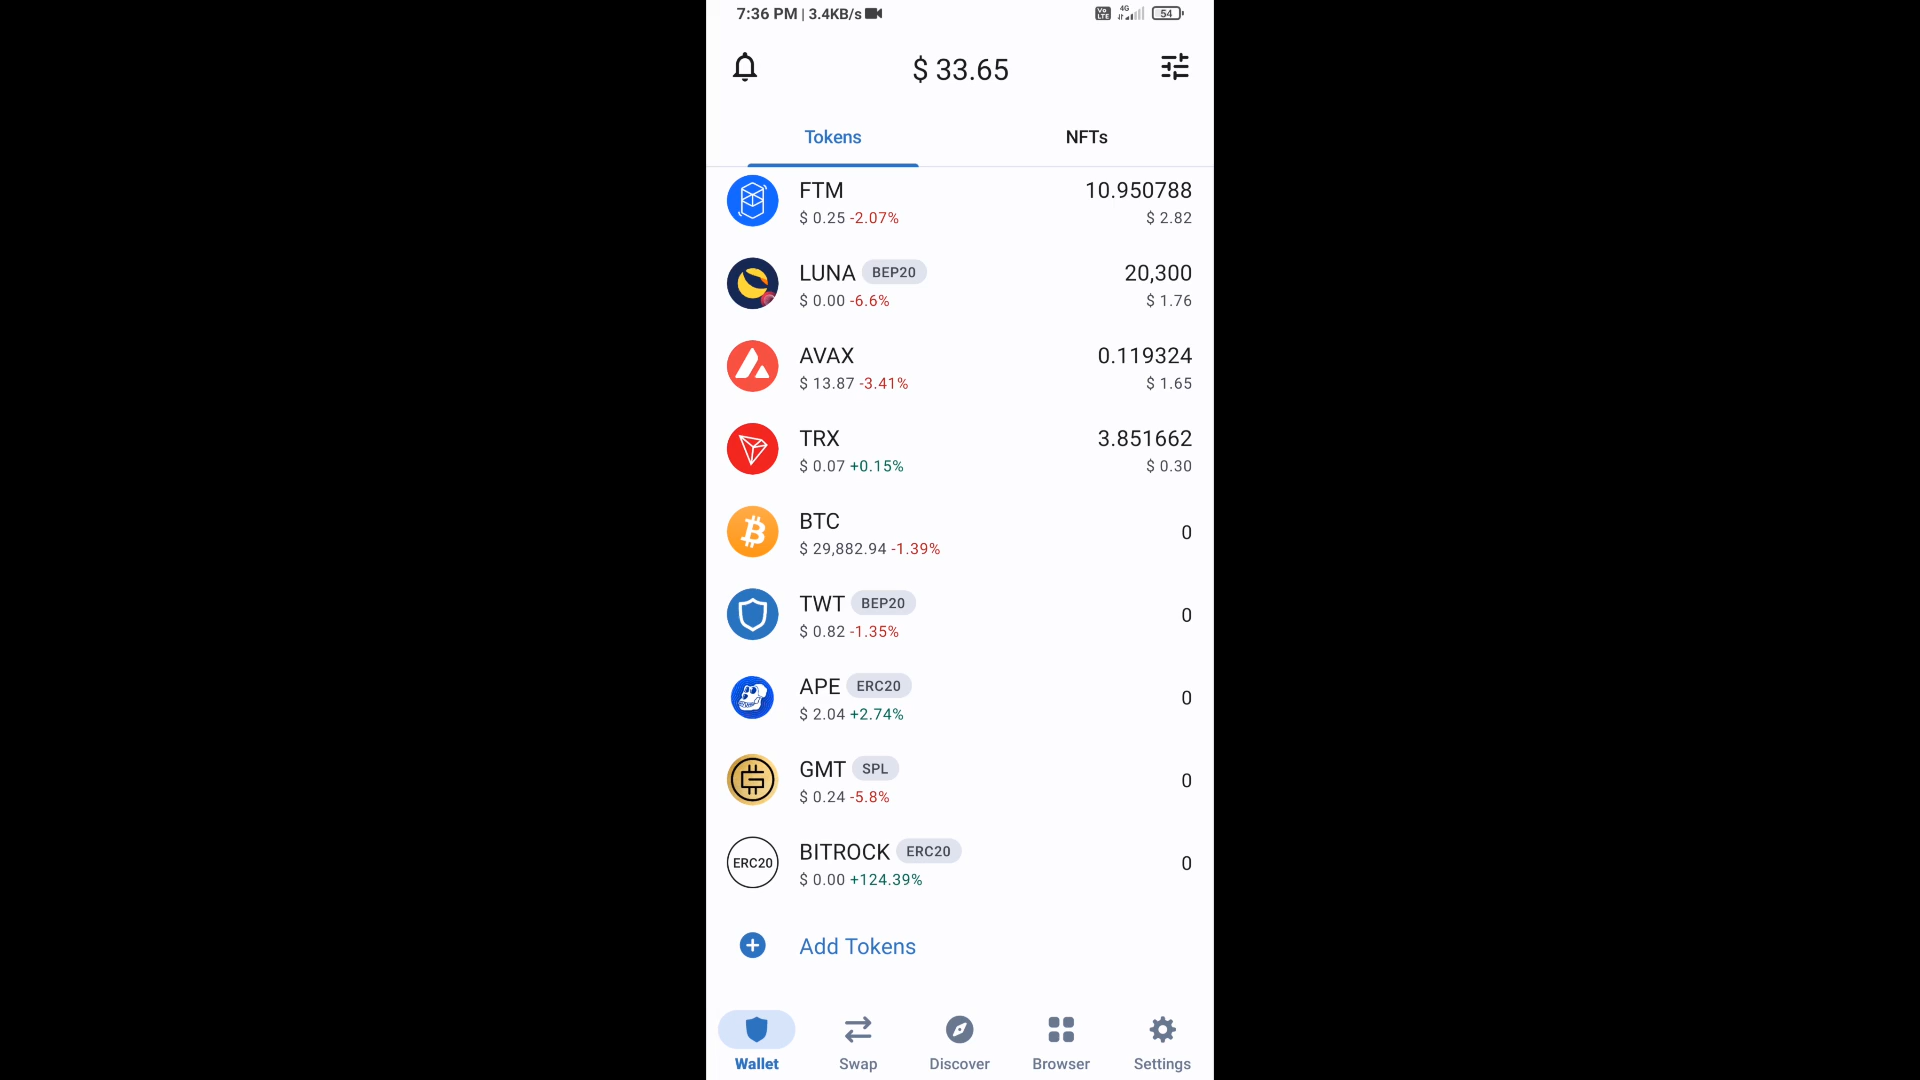 7:36 PM | 3.4KB/s
Vo LTE 4G 54
$ 33.65
Tokens NFTs
FTM 10.950788
$ 0.25 -2.07% $ 2.82
LUNA BEP20 20,300
$ 0.00 -6.6% $ 1.76
AVAX 0.119324
$ 13.87 -3.41% $ 1.65
TRX 3.851662
$ 0.07 +0.15% $ 0.30
BTC 0
$ 29,882.94 -1.39%
TWT BEP20 0
$ 0.82 -1.35%
APE ERC20 0
$ 2.04 +2.74%
GMT SPL 0
$ 0.24 -5.8%
ERC20 BITROCK ERC20 0
$ 0.00 +124.39%
Add Tokens
Wallet Swap Discover Browser Settings